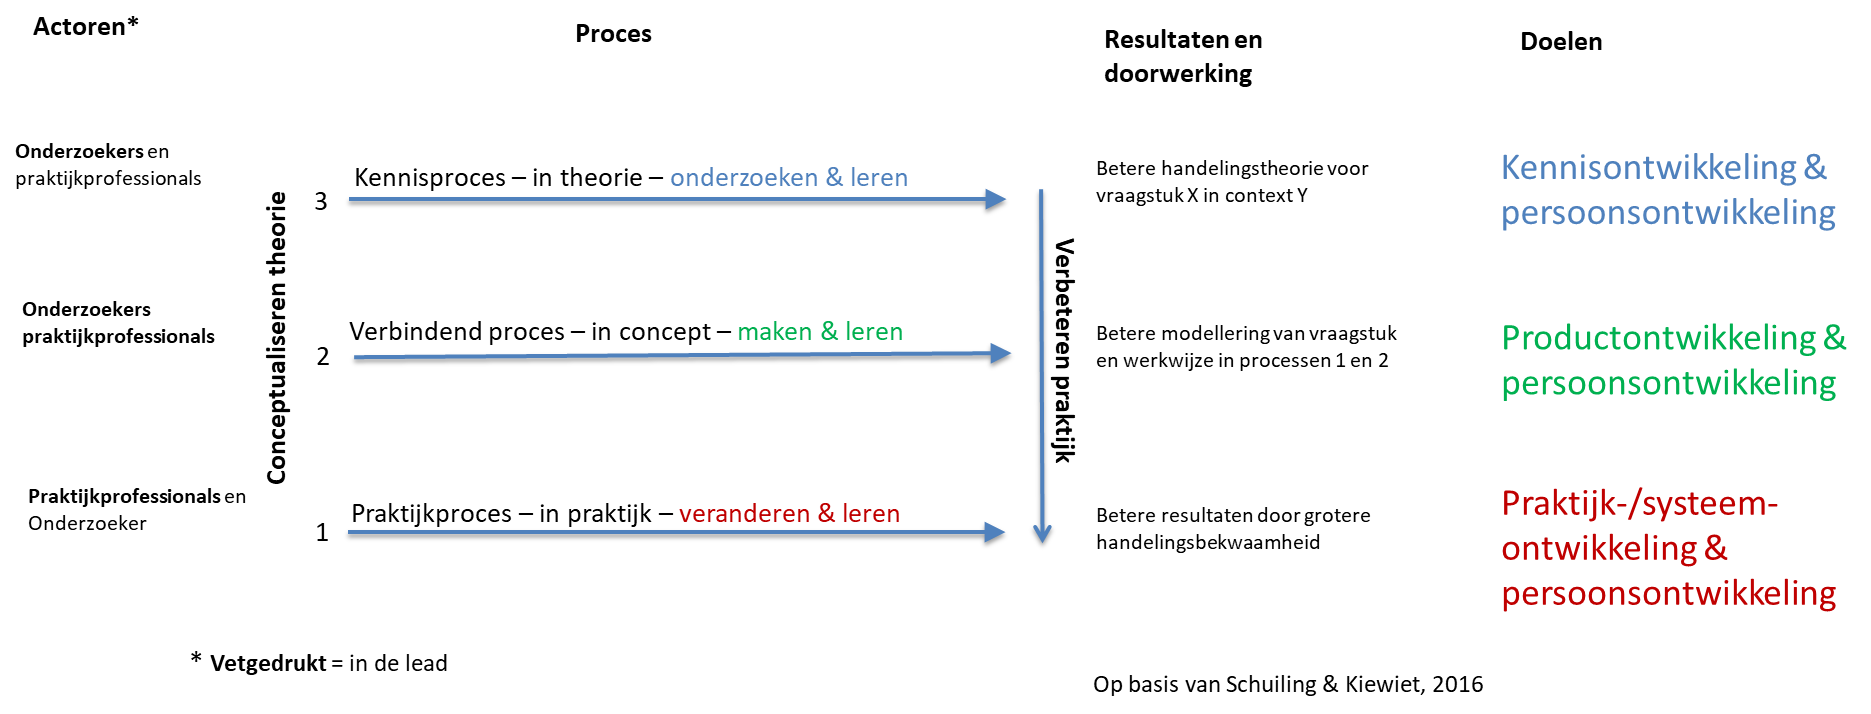 Actoren*
Proces
Resultaten en
doorwerking
Doelen
Onderzoekers en
praktijkprofessionals
Conceptualiseren theorie
3
Kennisproces – in theorie – onderzoeken & leren
Verbeteren praktijk
Betere handelingstheorie voor
vraagstuk X in context Y
Kennisontwikkeling &
persoonsontwikkeling
Onderzoekers
praktijkprofessionals
2
Verbindend proces – in concept – maken & leren
Betere modellering van vraagstuk
en werkwijze in processen 1 en 2
Productontwikkeling &
persoonsontwikkeling
Praktijkprofessionals en
Onderzoeker
1
Praktijkproces – in praktijk – veranderen & leren
Betere resultaten door grotere
handelingsbekwaamheid
Praktijk-/systeem-
ontwikkeling &
persoonsontwikkeling
* Vetgedrukt = in de lead
Op basis van Schuiling & Kiewiet, 2016